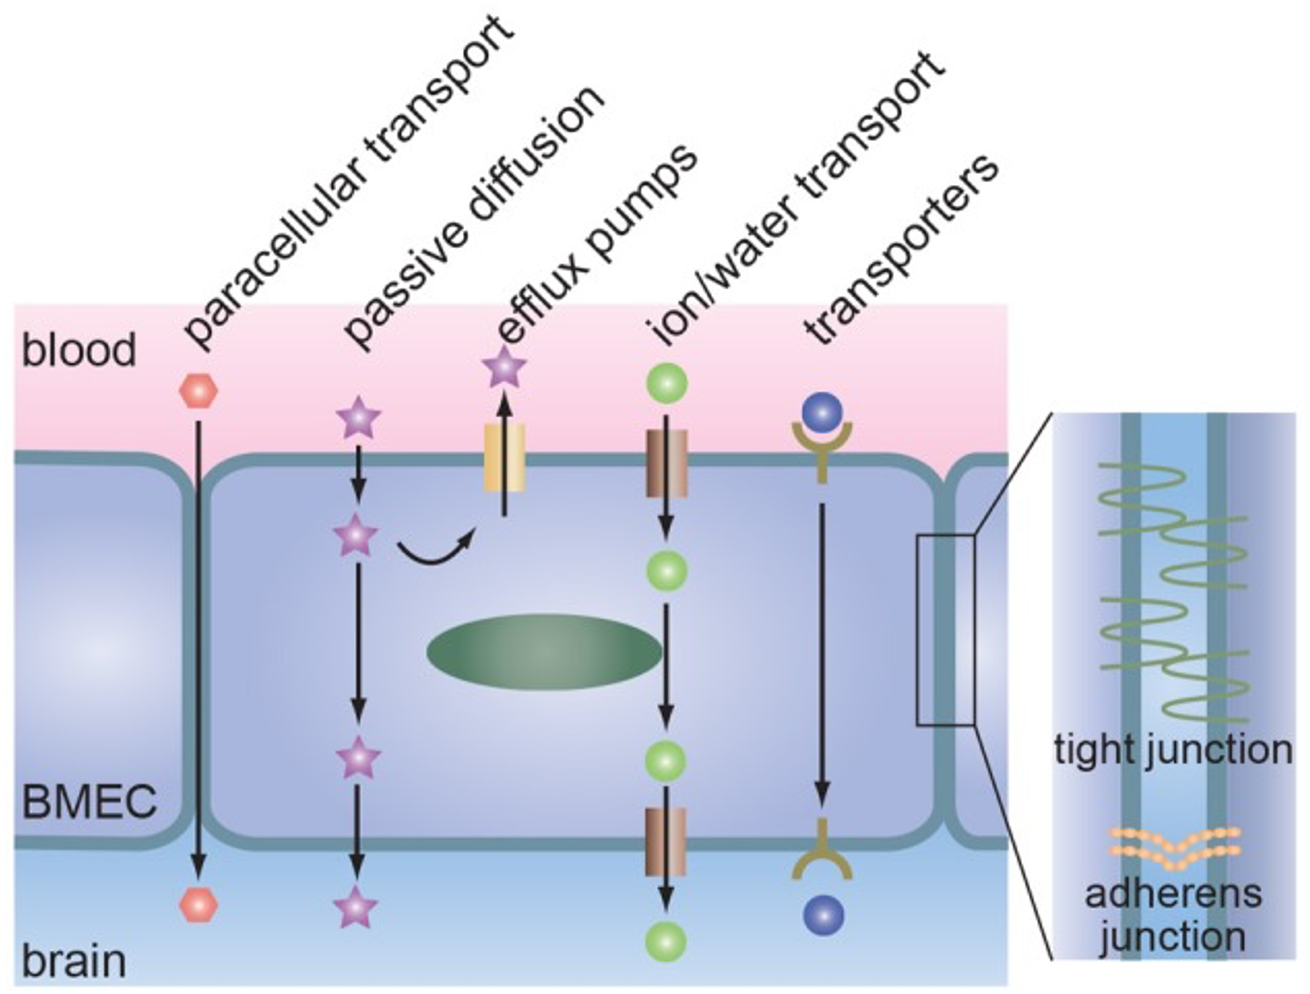 paracellular transport
passive diffusion
efflux pumps
ion/water transport
transporters
blood
BMEC
brain
tight junction
adherens
junction